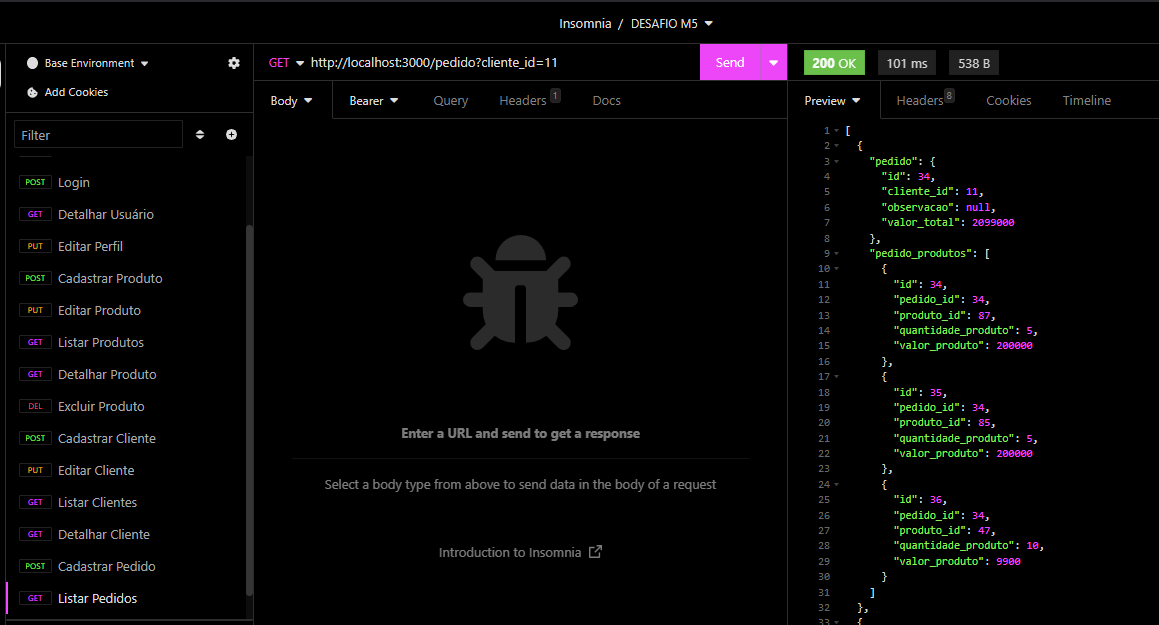 Insomnia / DESAFIO M5
Base Environment
Add Cookies
Filter
POST Login
GET Detalhar Usuário
PUT Editar Perfil
POST Cadastrar Produto
PUT Editar Produto
GET Listar Produtos
GET Detalhar Produto
DEL Excluir Produto
POST Cadastrar Cliente
PUT Editar Cliente
GET Listar Clientes
GET Detalhar Cliente
POST Cadastrar Pedido
GET Listar Pedidos
GET http://localhost:3000/pedido?cliente_id=11 Send
Body Bearer Query Headers 1 Docs
Enter a URL and send to get a response
Select a body type from above to send data in the body of a request
Introduction to Insomnia
200 OK 101 ms 538 B
Preview Headers 8 Cookies Timeline
1 [
2 {
3 "pedido": {
4 "id": 34,
5 "cliente_id": 11,
6 "observacao": null,
7 "valor_total": 2099000
8 },
9 "pedido_produtos": [
10 {
11 "id": 34,
12 "pedido_id": 34,
13 "produto_id": 87,
14 "quantidade_produto": 5,
15 "valor_produto": 200000
16 },
17 {
18 "id": 35,
19 "pedido_id": 34,
20 "produto_id": 85,
21 "quantidade_produto": 5,
22 "valor_produto": 200000
23 },
24 {
25 "id": 36,
26 "pedido_id": 34,
27 "produto_id": 47,
28 "quantidade_produto": 10,
29 "valor_produto": 9900
30 }
31 ]
32 },
33 {